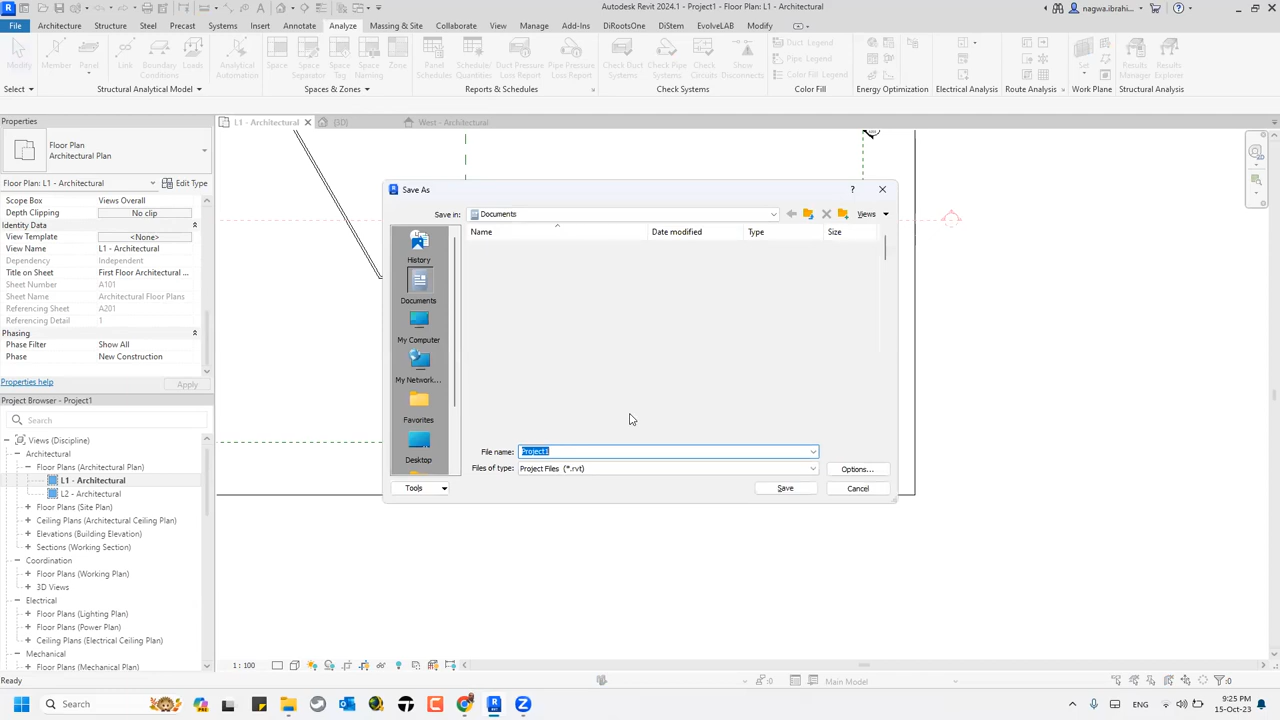 Autodesk Revit 2024.1 - Project1 - Floor Plan: L1 - Architectural
nagwa.ibrahi...
File Architecture Structure Steel Precast Systems Insert Annotate Analyze Massing & Site Collaborate View Manage Add-Ins DiRootsOne DiStem EvolveLAB Modify
Modify Member Panel Link Boundary Conditions Loads Analytical Automation Space Space Separator Space Tag Space Naming Zone Panel Schedules Schedule/ Quantities Duct Pressure Loss Report Pipe Pressure Loss Report Check Duct Systems Check Pipe Systems Check Circuits Show Disconnects Duct Legend Pipe Legend Color Fill Legend Set Results Manager Results Explorer
Select Structural Analytical Model Spaces & Zones Reports & Schedules Check Systems Color Fill Energy Optimization Electrical Analysis Route Analysis Work Plane Structural Analysis
Properties
L1 - Architectural {3D} West - Architectural
Floor Plan
Architectural Plan
Floor Plan: L1 - Architectural Edit Type
Scope Box Views Overall
Depth Clipping No clip
Identity Data
View Template <None>
View Name L1 - Architectural
Dependency Independent
Title on Sheet First Floor Architectural ...
Sheet Number A101
Sheet Name Architectural Floor Plans
Referencing Sheet A201
Referencing Detail 1
Phasing
Phase Filter Show All
Phase New Construction
Properties help Apply
Project Browser - Project1
Search
Views (Discipline)
Architectural
Floor Plans (Architectural Plan)
L1 - Architectural
L2 - Architectural
Floor Plans (Site Plan)
Ceiling Plans (Architectural Ceiling Plan)
Elevations (Building Elevation)
Sections (Working Section)
Coordination
Floor Plans (Working Plan)
3D Views
Electrical
Floor Plans (Lighting Plan)
Floor Plans (Power Plan)
Ceiling Plans (Electrical Ceiling Plan)
Mechanical
Floor Plans (Mechanical Plan)
Save As
Save in: Documents Views
Name Date modified Type Size
History
Documents
My Computer
My Network...
Favorites
Desktop
File name: Project1
Files of type: Project Files (*.rvt) Options...
Tools Save Cancel
1 : 100
Ready :0 Main Model :0
Search ENG 5:25 PM
15-Oct-23